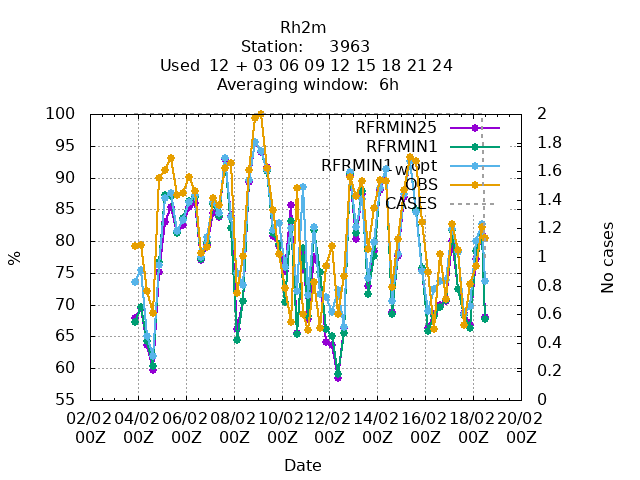 Rh2m
Station: 3963
Used 12 + 03 06 09 12 15 18 21 24
Averaging window: 6h
RFRMIN25
RFRMIN1
RFRMIN1_wopt
OBS
CASES
100
95
90
85
80
75
70
65
60
55
%
2
1.8
1.6
1.4
1.2
1
0.8
0.6
0.4
0.2
0
No cases
02/02 04/02 06/02 08/02 10/02 12/02 14/02 16/02 18/02 20/02
00Z 00Z 00Z 00Z 00Z 00Z 00Z 00Z 00Z 00Z
Date